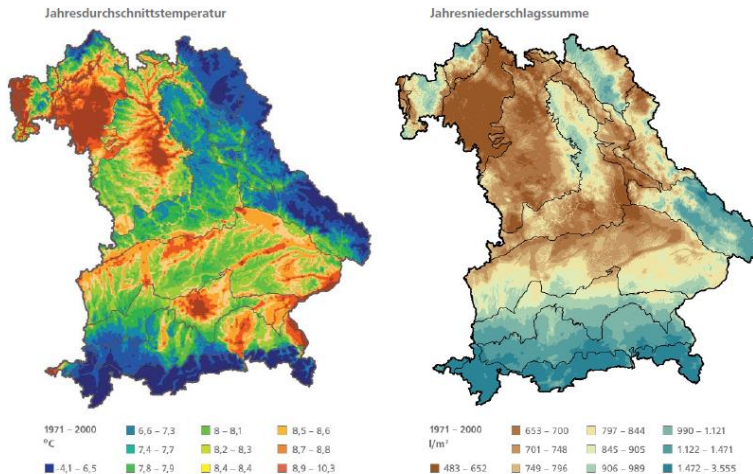 Jahresdurchschnittstemperatur
Jahresniederschlagssumme
1971 – 2000
°C
-4,1 – 6,5
6,6 – 7,3
7,4 – 7,7
7,8 – 7,9
8 – 8,1
8,2 – 8,3
8,4 – 8,4
8,5 – 8,6
8,7 – 8,8
8,9 – 10,3
1971 – 2000
l/m²
483 – 652
653 – 700
701 – 748
749 – 796
797 – 844
845 – 905
906 – 989
990 – 1.121
1.122 – 1.471
1.422 – 3.555